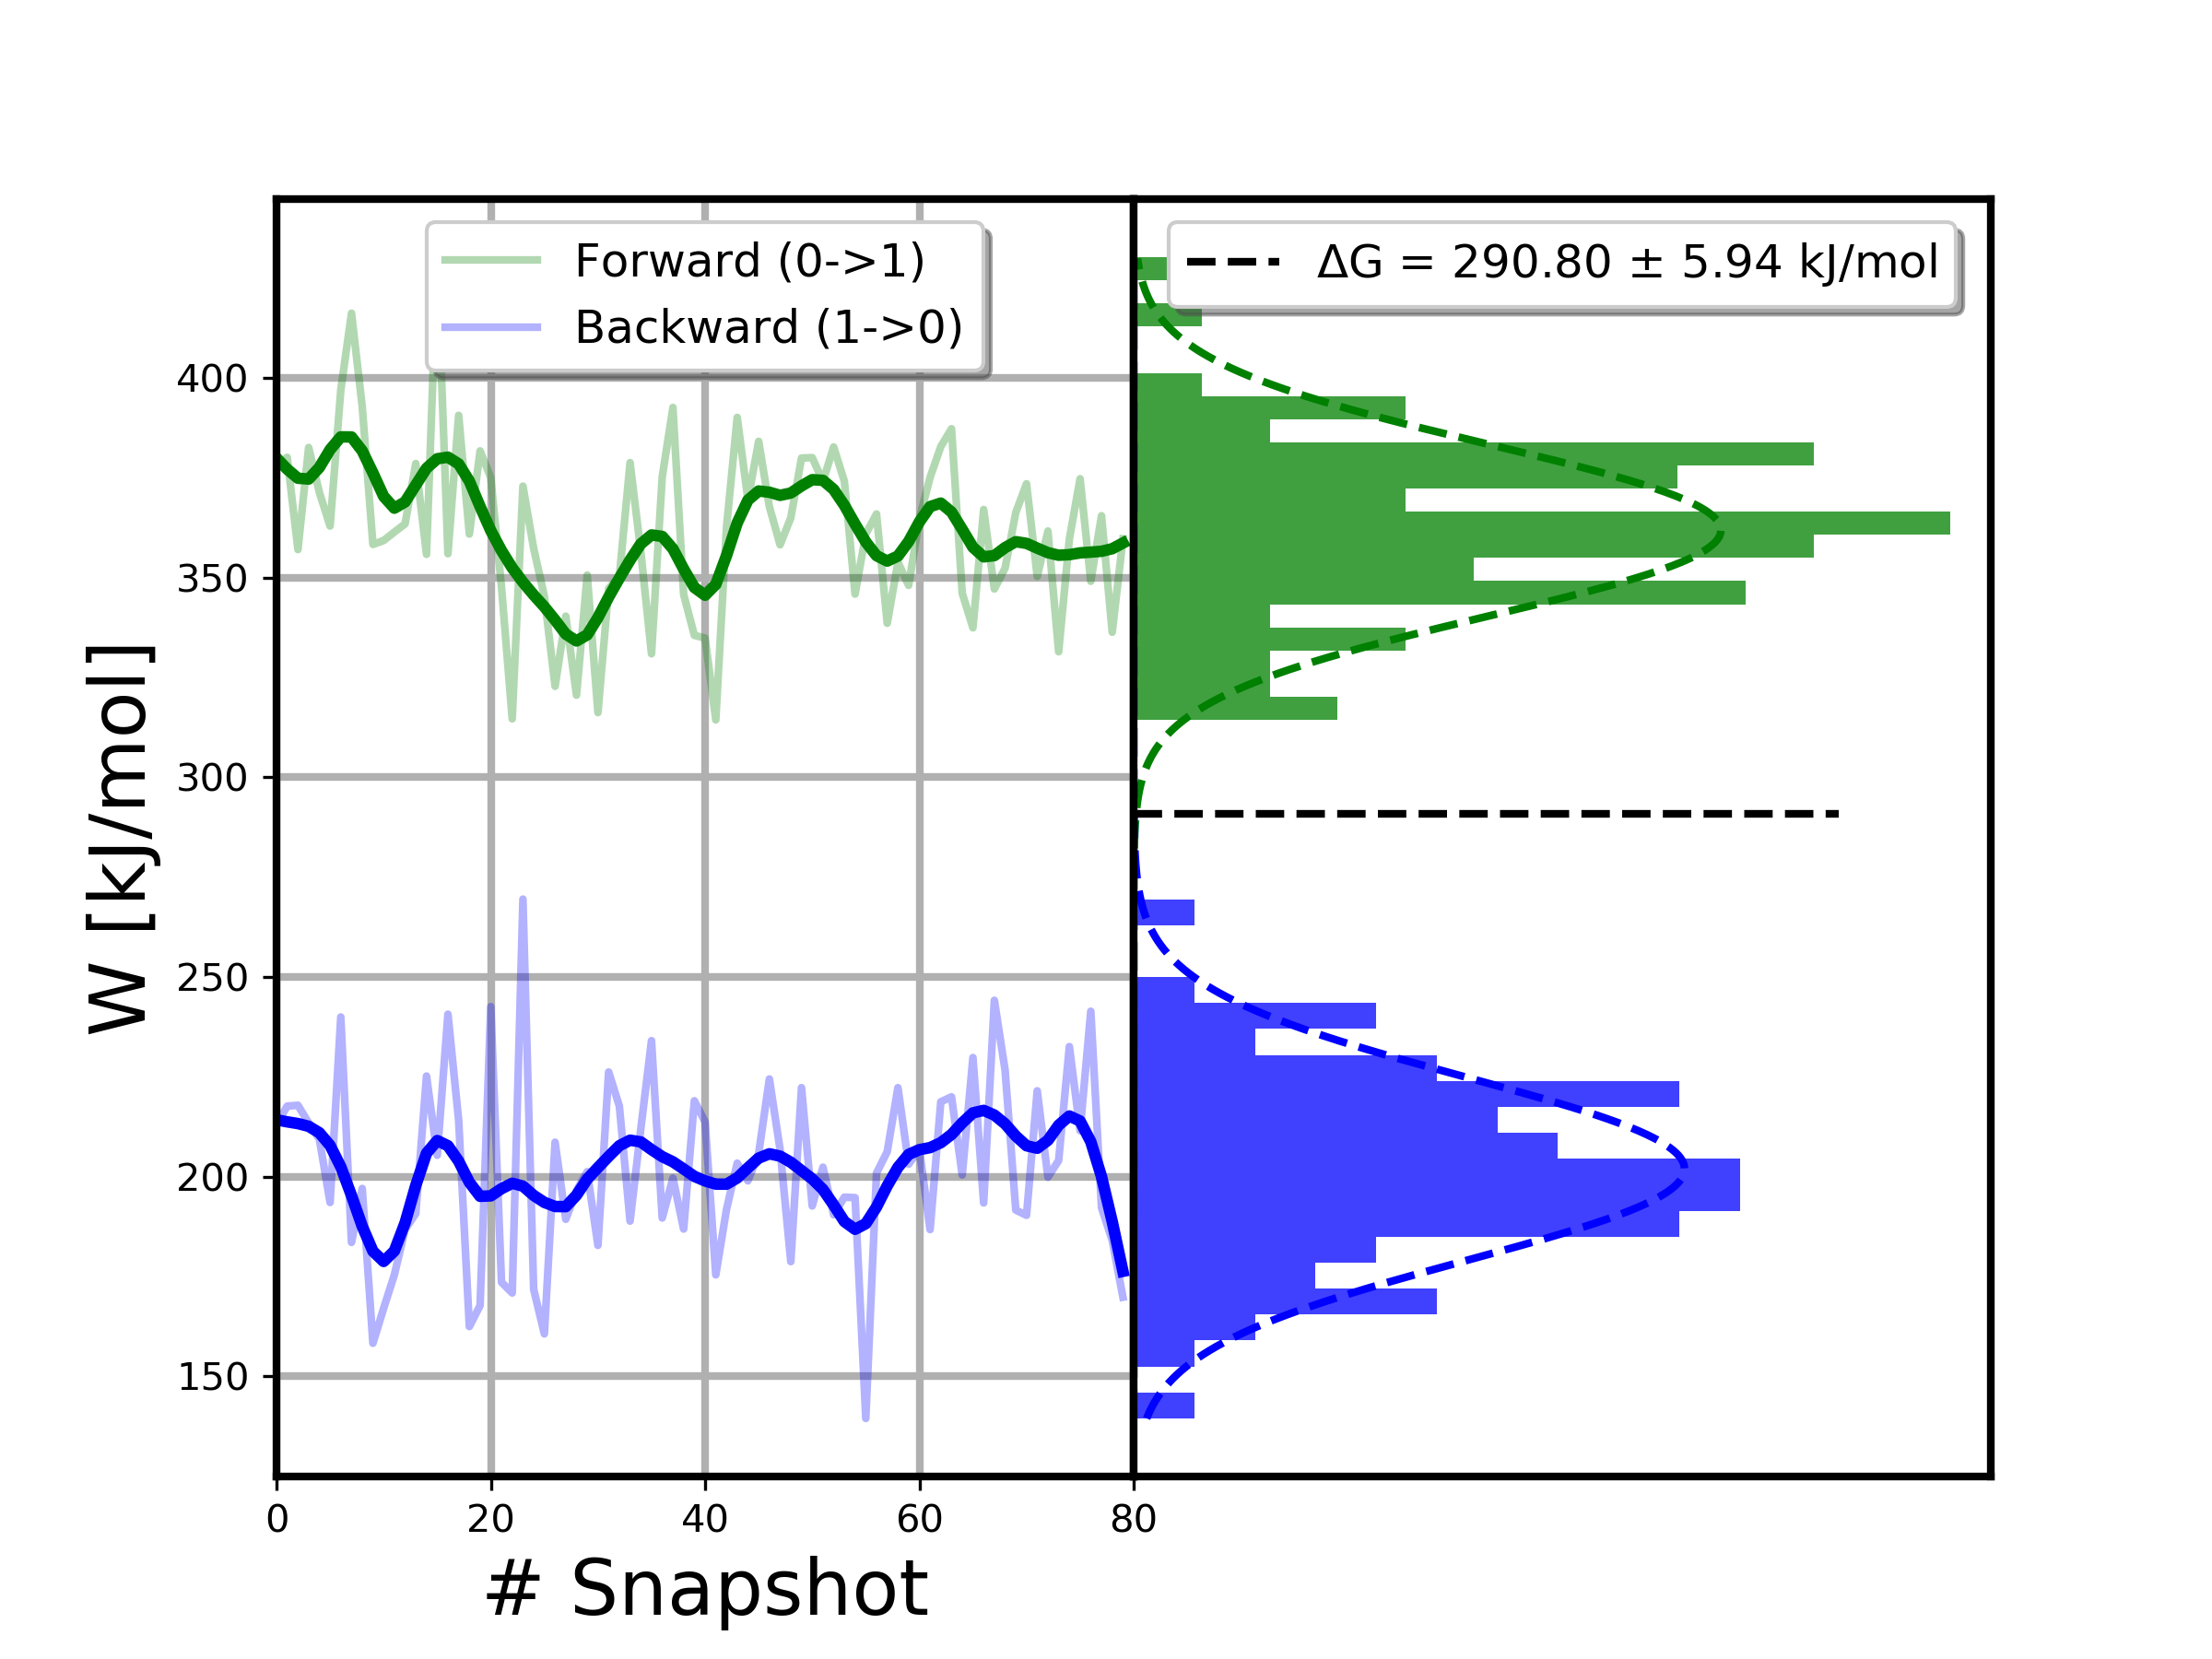 Forward (0->1)
Backward (1->0)
ΔG = 290.80 ± 5.94 kJ/mol
W [kJ/mol]
400
350
300
250
200
150
0
20
40
60
80
# Snapshot